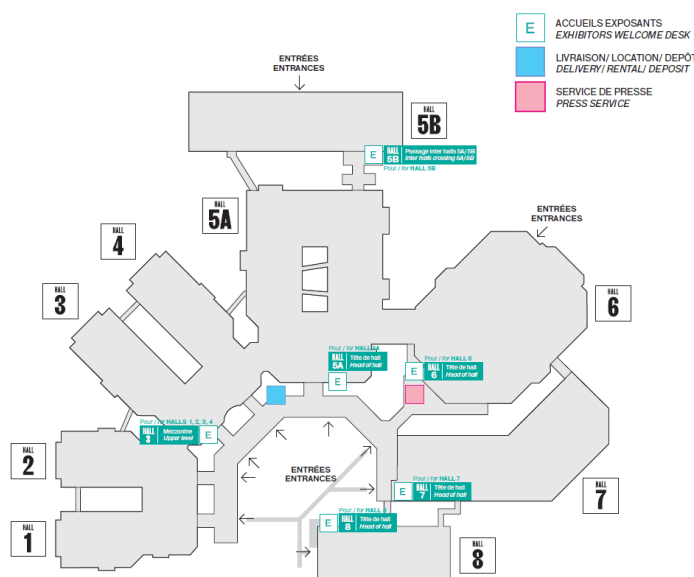 E
ACCUEILS EXPOSANTS
EXHIBITORS WELCOME DESK
LIVRAISON/ LOCATION/ DEPÔT
DELIVERY/ RENTAL/ DEPOSIT
SERVICE DE PRESSE
PRESS SERVICE
ENTRÉES
ENTRANCES
HALL
5B
E
HALL
5B
Passage Inter halls 5A/5B
Inter halls crossing 5A/5B
Pour / for HALL 5B
HALL
5A
ENTRÉES
ENTRANCES
HALL
4
HALL
3
HALL
6
Pour / for HALL 5A
HALL
5A
Tête de hall
Head of hall
E
Pour / for HALL 6
E
HALL
6
Tête de hall
Head of hall
Pour / for HALLS 1, 2, 3, 4
HALL
3
Mezzanine
Upper level
E
HALL
2
ENTRÉES
ENTRANCES
Pour / for HALL 7
E
HALL
7
Tête de hall
Head of hall
HALL
7
Pour / for HALL
E
HALL
8
Tête de hall
Head of hall
HALL
1
HALL
8